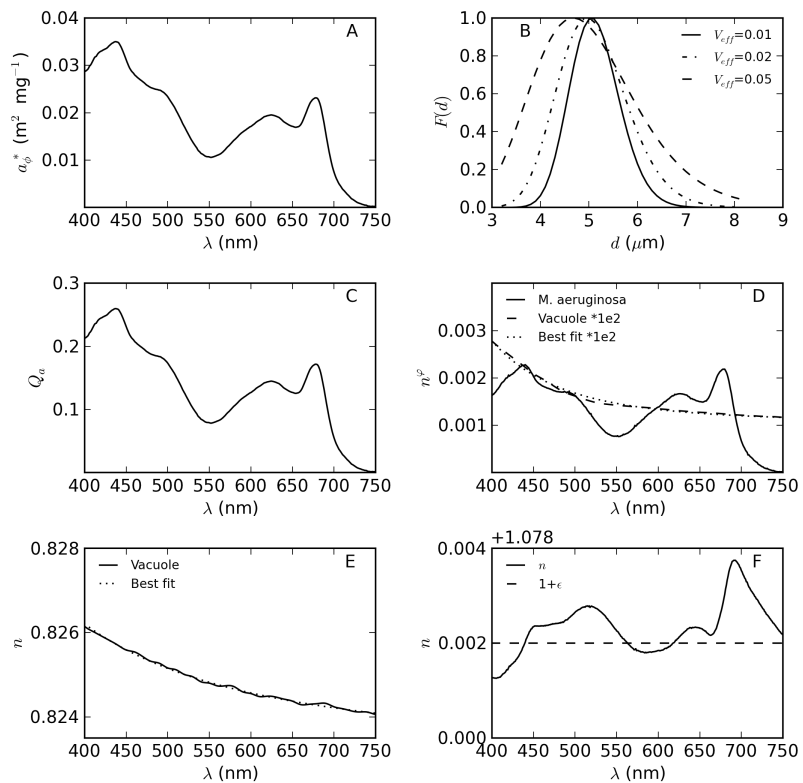 A
0.04
0.03
0.02
0.01
a_ϕ^* (m² mg⁻¹)
400 450 500 550 600 650 700 750
λ (nm)
B
V_eff=0.01
V_eff=0.02
V_eff=0.05
1.0
0.8
0.6
0.4
0.2
0.0
F(d)
3 4 5 6 7 8 9
d (μm)
C
0.3
0.2
0.1
Q_a
400 450 500 550 600 650 700 750
λ (nm)
D
M. aeruginosa
Vacuole *1e2
Best fit *1e2
0.003
0.002
0.001
n^φ
400 450 500 550 600 650 700 750
λ (nm)
E
Vacuole
Best fit
0.828
0.826
0.824
n
400 450 500 550 600 650 700 750
λ (nm)
+1.078
F
n
1+ϵ
0.004
0.002
0.000
n
400 450 500 550 600 650 700 750
λ (nm)